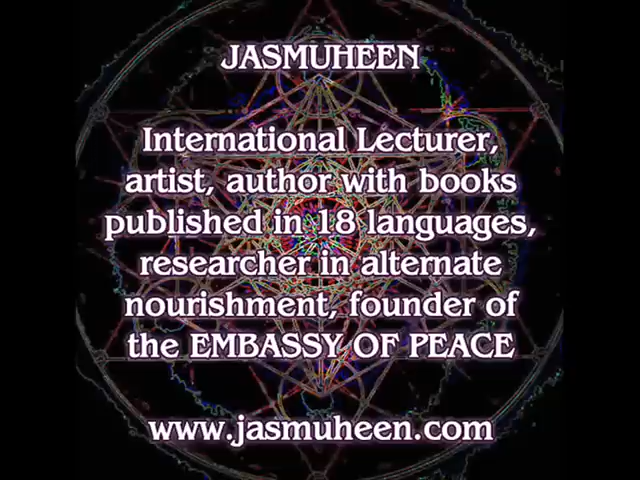 JASMUHEEN
International Lecturer,
artist, author with books
published in 18 languages,
researcher in alternate
nourishment, founder of
the EMBASSY OF PEACE
www.jasmuheen.com